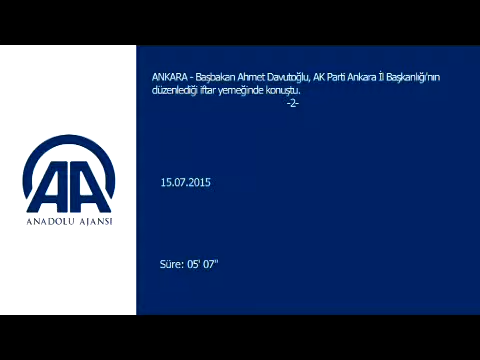 ANKARA - Başbakan Ahmet Davutoğlu, AK Parti Ankara İl Başkanlığı'nın
düzenlediği iftar yemeğinde konuştu.
-2-
15.07.2015
AA
ANADOLU AJANSI
Süre: 05' 07"